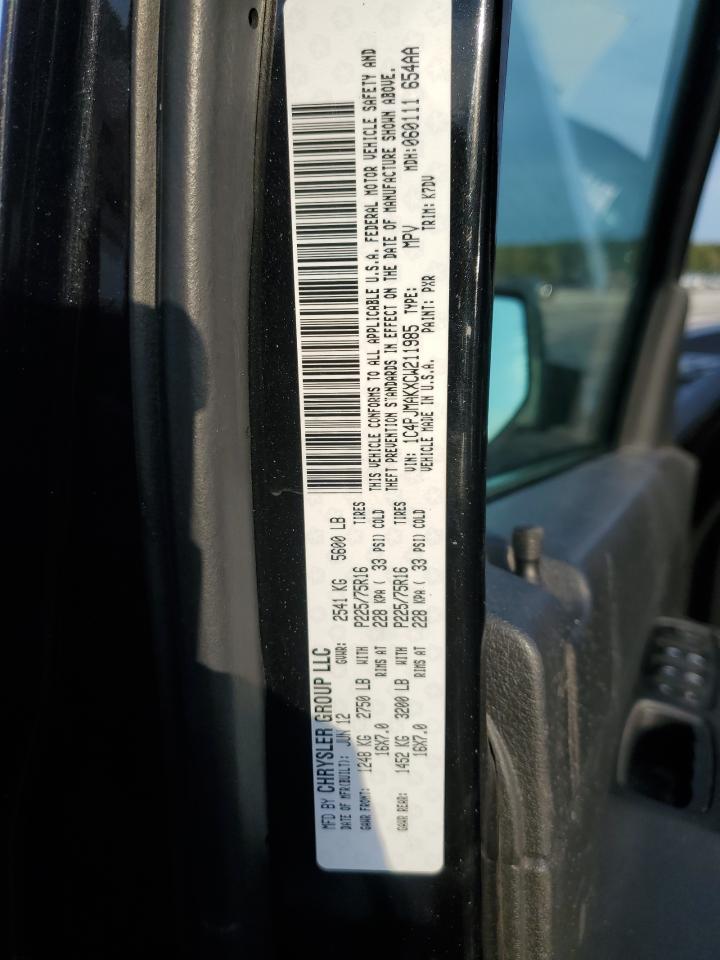 MFD BY CHRYSLER GROUP LLC
DATE OF MFR(BUILT): JUN 12 GVWR: 2541 KG 5600 LB
GAWR FRONT: 1248 KG 2750 LB WITH P225/75R16 TIRES
16X7.0 RIMS AT 228 KPA ( 33 PSI) COLD
GAWR REAR: 1452 KG 3200 LB WITH P225/75R16 TIRES
16X7.0 RIMS AT 228 KPA ( 33 PSI) COLD
THIS VEHICLE CONFORMS TO ALL APPLICABLE U.S.A. FEDERAL MOTOR VEHICLE SAFETY AND
THEFT PREVENTION STANDARDS IN EFFECT ON THE DATE OF MANUFACTURE SHOWN ABOVE.
VIN: 1C4PJMAKXCW211985 TYPE: MPV MDH:060111 654AA
VEHICLE MADE IN U.S.A. PAINT: PXR TRIM: K7DV